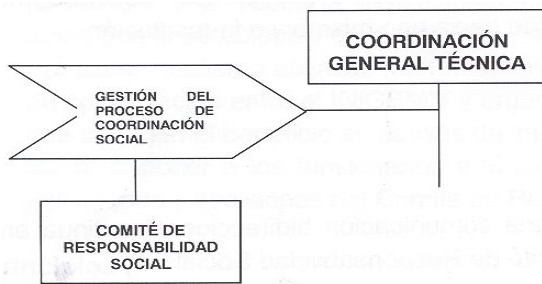 COORDINACIÓN
GENERAL TÉCNICA
GESTIÓN DEL
PROCESO DE
COORDINACIÓN
SOCIAL
COMITÉ DE
RESPONSABILIDAD
SOCIAL